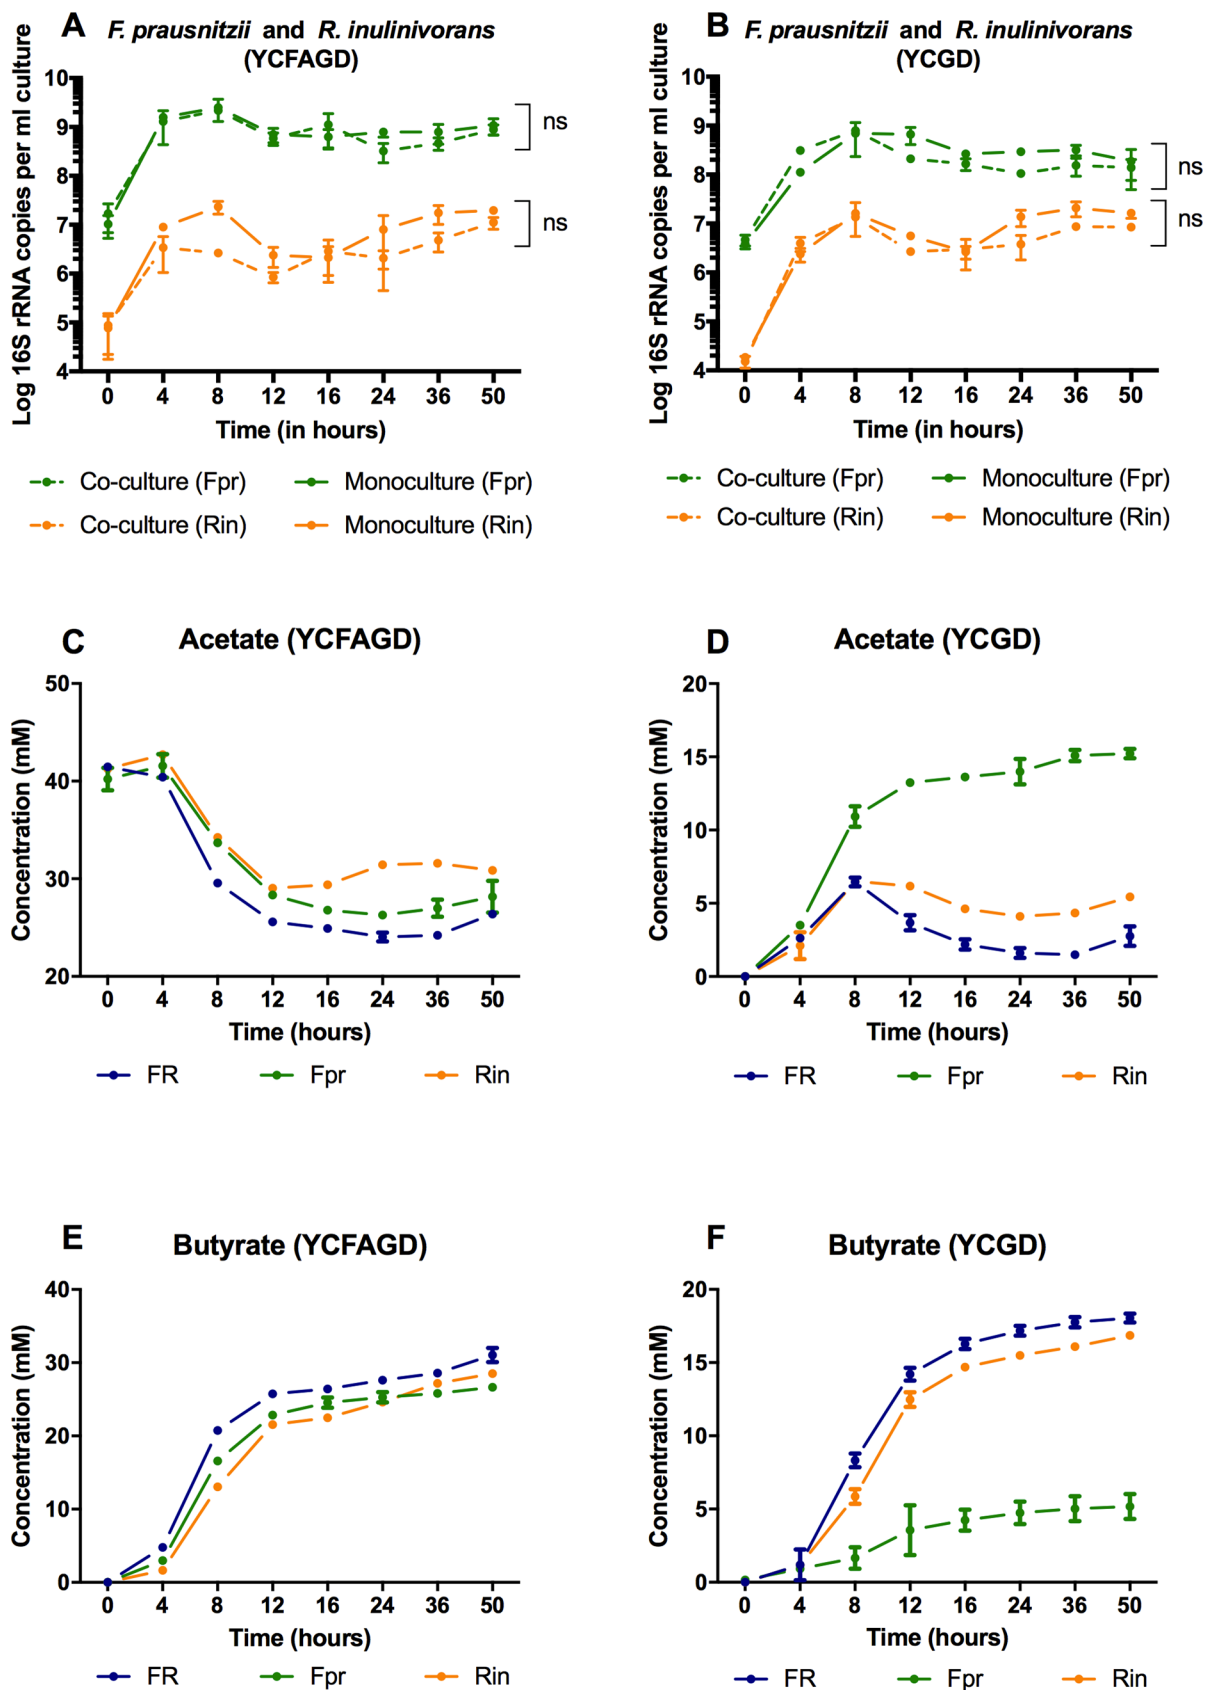 A F. prausnitzii and R. inulinivorans
(YCFAGD)
Log 16S rRNA copies per ml culture
10
9
8
7
6
5
4
ns
ns
0 4 8 12 16 24 36 50
Time (in hours)
Co-culture (Fpr) Monoculture (Fpr)
Co-culture (Rin) Monoculture (Rin)
B F. prausnitzii and R. inulinivorans
(YCGD)
Log 16S rRNA copies per ml culture
10
9
8
7
6
5
4
ns
ns
0 4 8 12 16 24 36 50
Time (in hours)
Co-culture (Fpr) Monoculture (Fpr)
Co-culture (Rin) Monoculture (Rin)
C Acetate (YCFAGD)
Concentration (mM)
50
40
30
20
0 4 8 12 16 24 36 50
Time (hours)
FR Fpr Rin
D Acetate (YCGD)
Concentration (mM)
20
15
10
5
0
0 4 8 12 16 24 36 50
Time (hours)
FR Fpr Rin
E Butyrate (YCFAGD)
Concentration (mM)
40
30
20
10
0
0 4 8 12 16 24 36 50
Time (hours)
FR Fpr Rin
F Butyrate (YCGD)
Concentration (mM)
20
15
10
5
0
0 4 8 12 16 24 36 50
Time (hours)
FR Fpr Rin